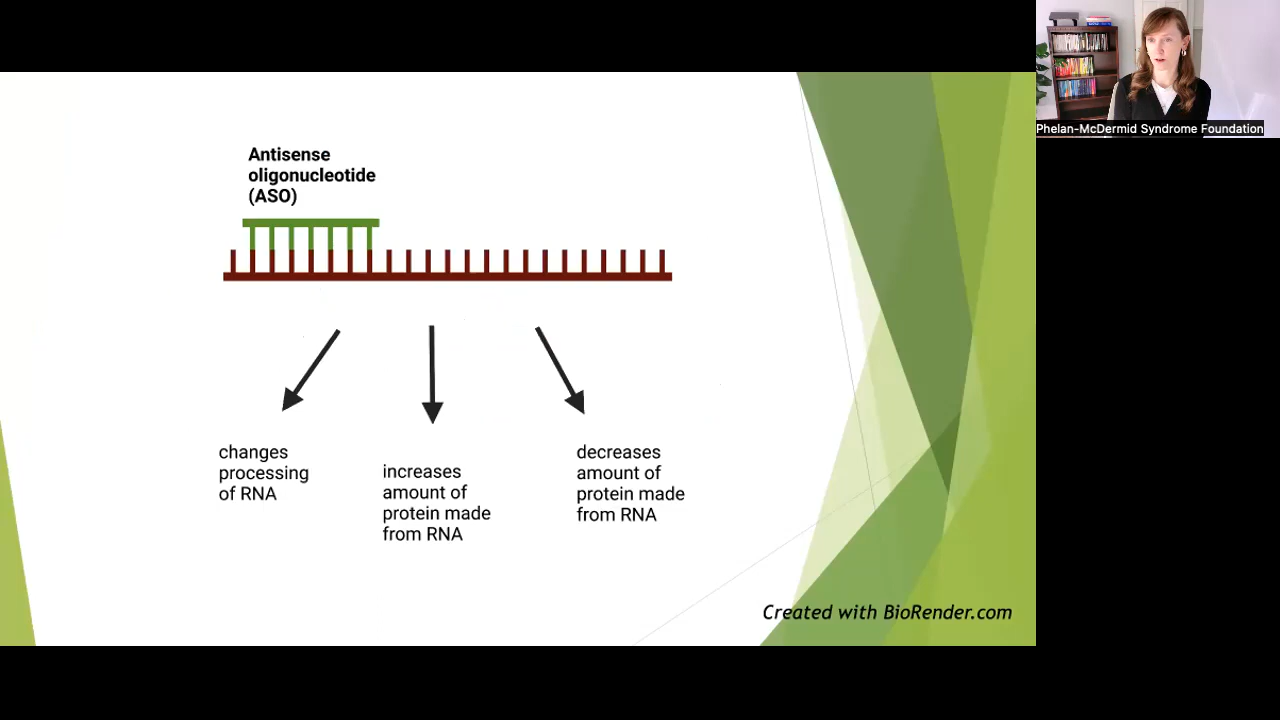 Antisense
oligonucleotide
(ASO)
changes
processing
of RNA
increases
amount of
protein made
from RNA
decreases
amount of
protein made
from RNA
Created with BioRender.com
Phelan-McDermid Syndrome Foundation